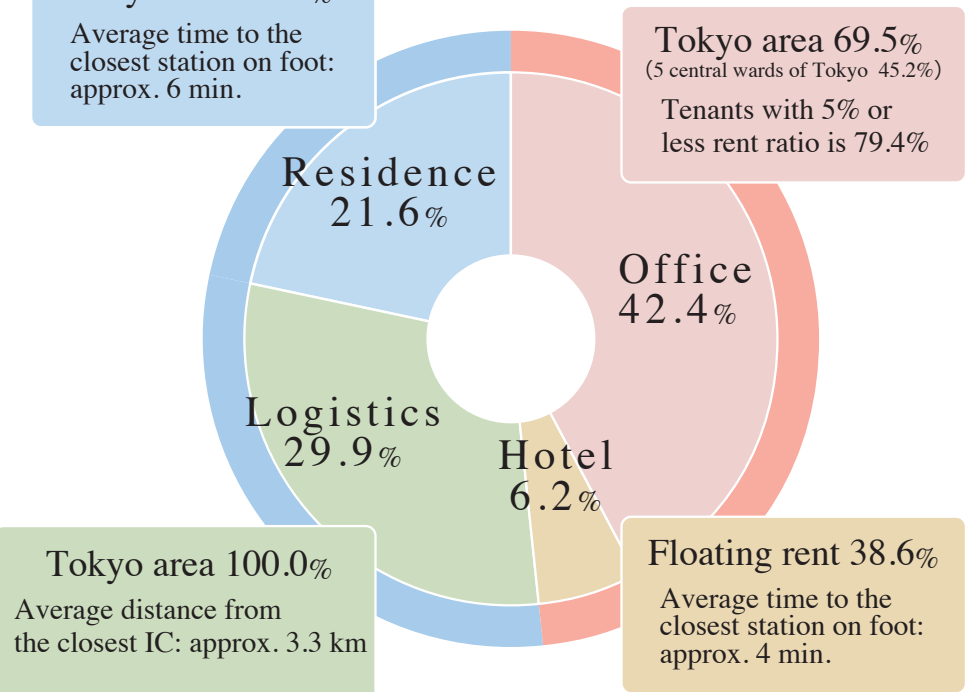 Average time to the
closest station on foot:
approx. 6 min.
Tokyo area 69.5%
(5 central wards of Tokyo 45.2%)
Tenants with 5% or
less rent ratio is 79.4%
Residence
21.6%
Office
42.4%
Logistics
29.9%
Hotel
6.2%
Tokyo area 100.0%
Average distance from
the closest IC: approx. 3.3 km
Floating rent 38.6%
Average time to the
closest station on foot:
approx. 4 min.